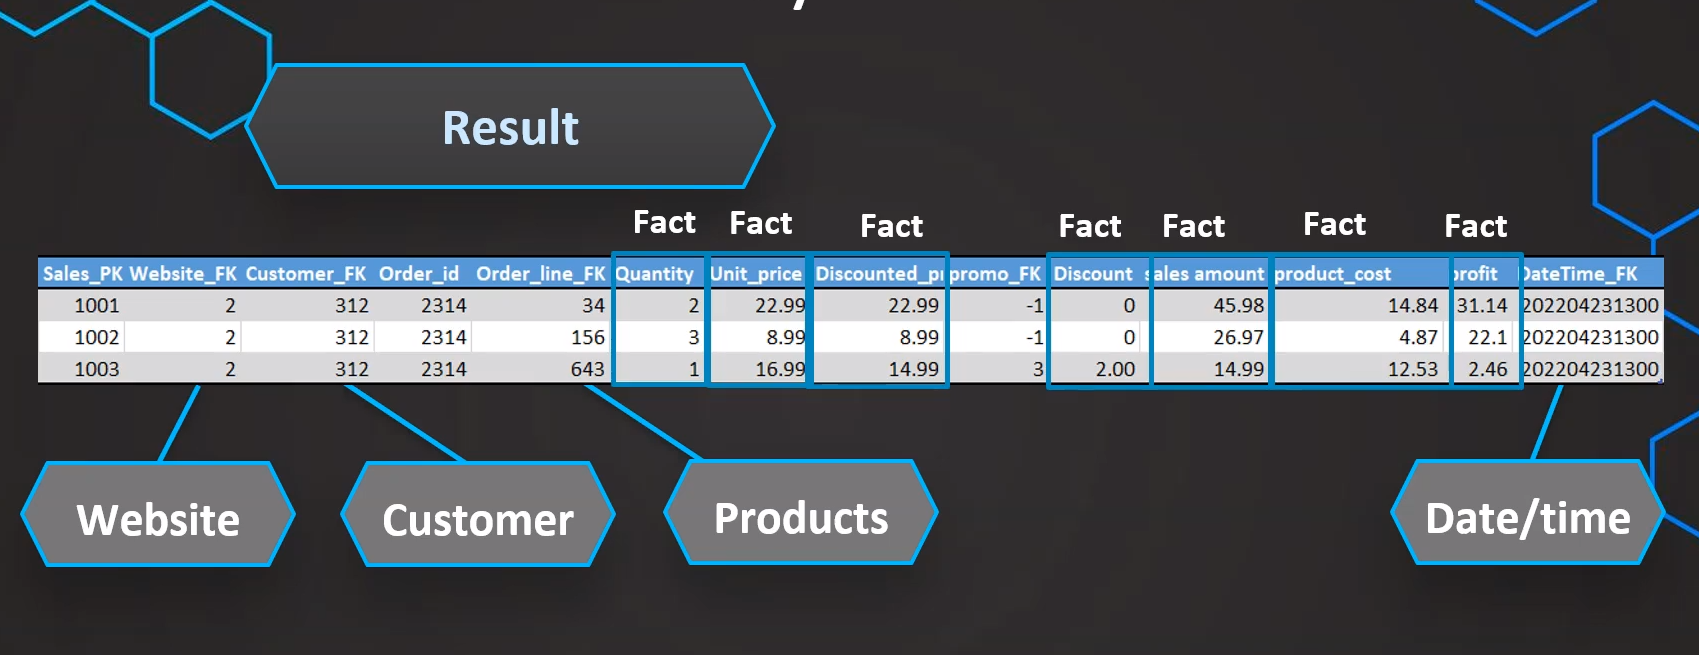 Result
Fact Fact Fact Fact Fact Fact Fact
Sales_PK Website_FK Customer_FK Order_id Order_line_FK Quantity Unit_price Discounted_pr promo_FK Discount sales amount product_cost profit DateTime_FK
1001 2 312 2314 34 2 22.99 22.99 -1 0 45.98 14.84 31.14 202204231300
1002 2 312 2314 156 3 8.99 8.99 -1 0 26.97 4.87 22.1 202204231300
1003 2 312 2314 643 1 16.99 14.99 3 2.00 14.99 12.53 2.46 202204231300
Website Customer Products Date/time